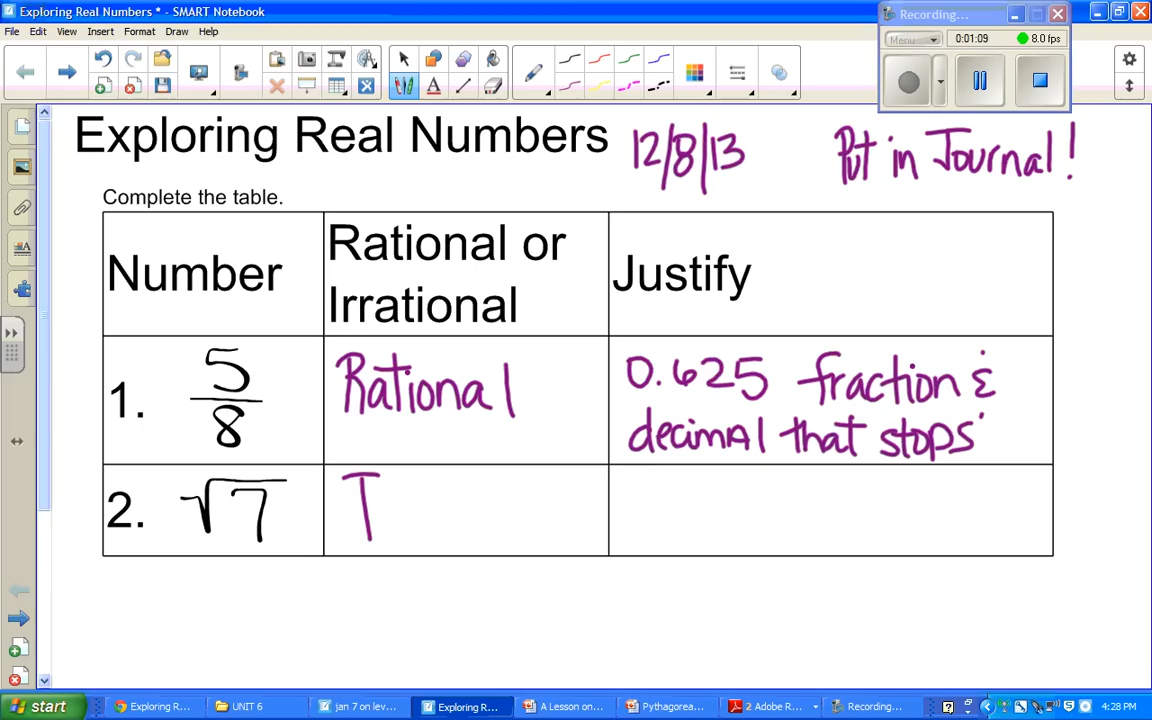 Exploring Real Numbers * - SMART Notebook
Recording...
File Edit View Insert Format Draw Help
Menu 0:01:09 8.0 fps
Exploring Real Numbers 12/8/13 Put in Journal!
Complete the table.
Number
Rational or
Irrational
Justify
1. 5/8
Rational
0.625 fraction &
decimal that stops
2. √7
start Exploring R... UNIT 6 jan 7 on lev... Exploring R... A Lesson on... Pythagorea... 2 Adobe R... Recording... 4:28 PM